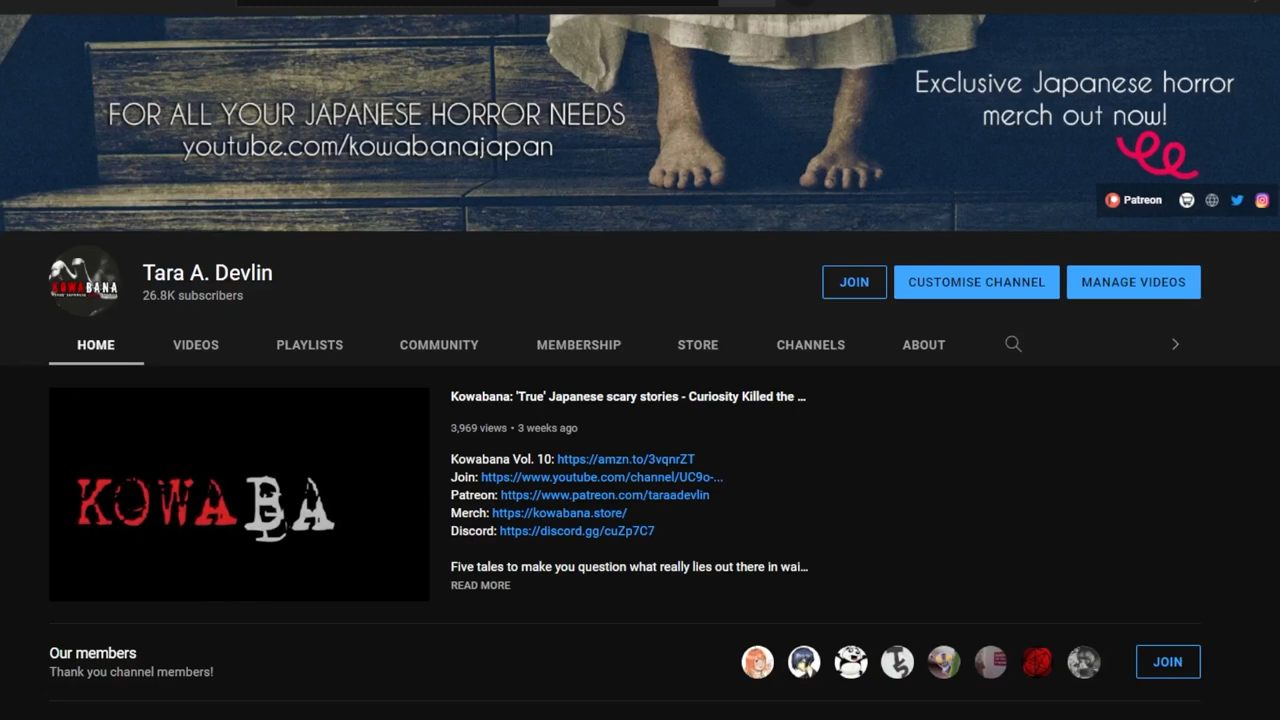 FOR ALL YOUR JAPANESE HORROR NEEDS
youtube.com/kowabanajapan
Exclusive Japanese horror
merch out now!
Patreon
KOWABANA
Tara A. Devlin
26.8K subscribers
JOIN
CUSTOMISE CHANNEL
MANAGE VIDEOS
HOME
VIDEOS
PLAYLISTS
COMMUNITY
MEMBERSHIP
STORE
CHANNELS
ABOUT
KOWABA
Kowabana: 'True' Japanese scary stories - Curiosity Killed the ...
3,969 views • 3 weeks ago
Kowabana Vol. 10: https://amzn.to/3vqnrZT
Join: https://www.youtube.com/channel/UC9o-...
Patreon: https://www.patreon.com/taraadevlin
Merch: https://kowabana.store/
Discord: https://discord.gg/cuZp7C7
Five tales to make you question what really lies out there in wai...
READ MORE
Our members
Thank you channel members!
JOIN